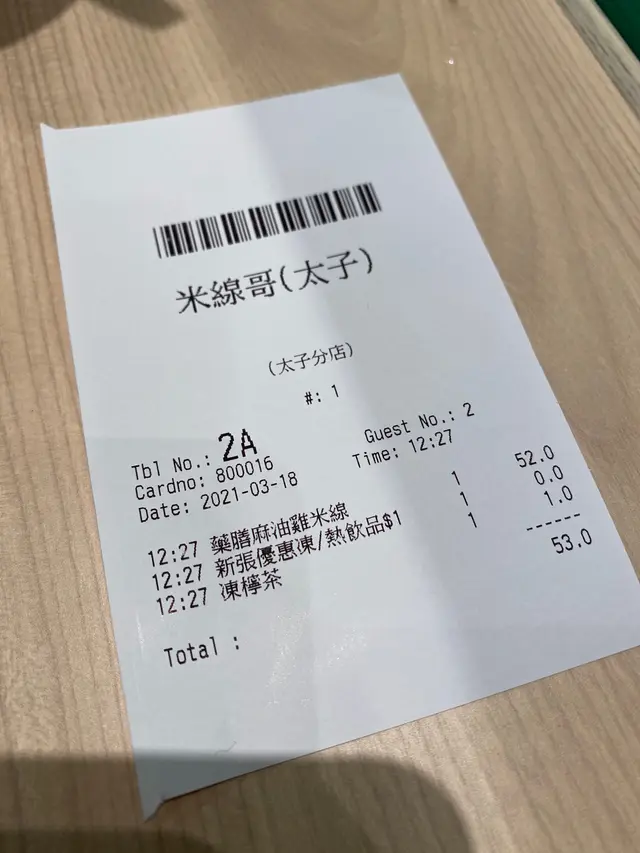 米線哥(太子)
(太子分店)
#: 1
Tbl No.: 2A Guest No.: 2
Cardno: 800016 Time: 12:27
Date: 2021-03-18
12:27 藥膳麻油雞米線 1 52.0
12:27 新張優惠凍/熱飲品$1 1 0.0
12:27 凍檸茶 1 1.0
------
Total : 53.0